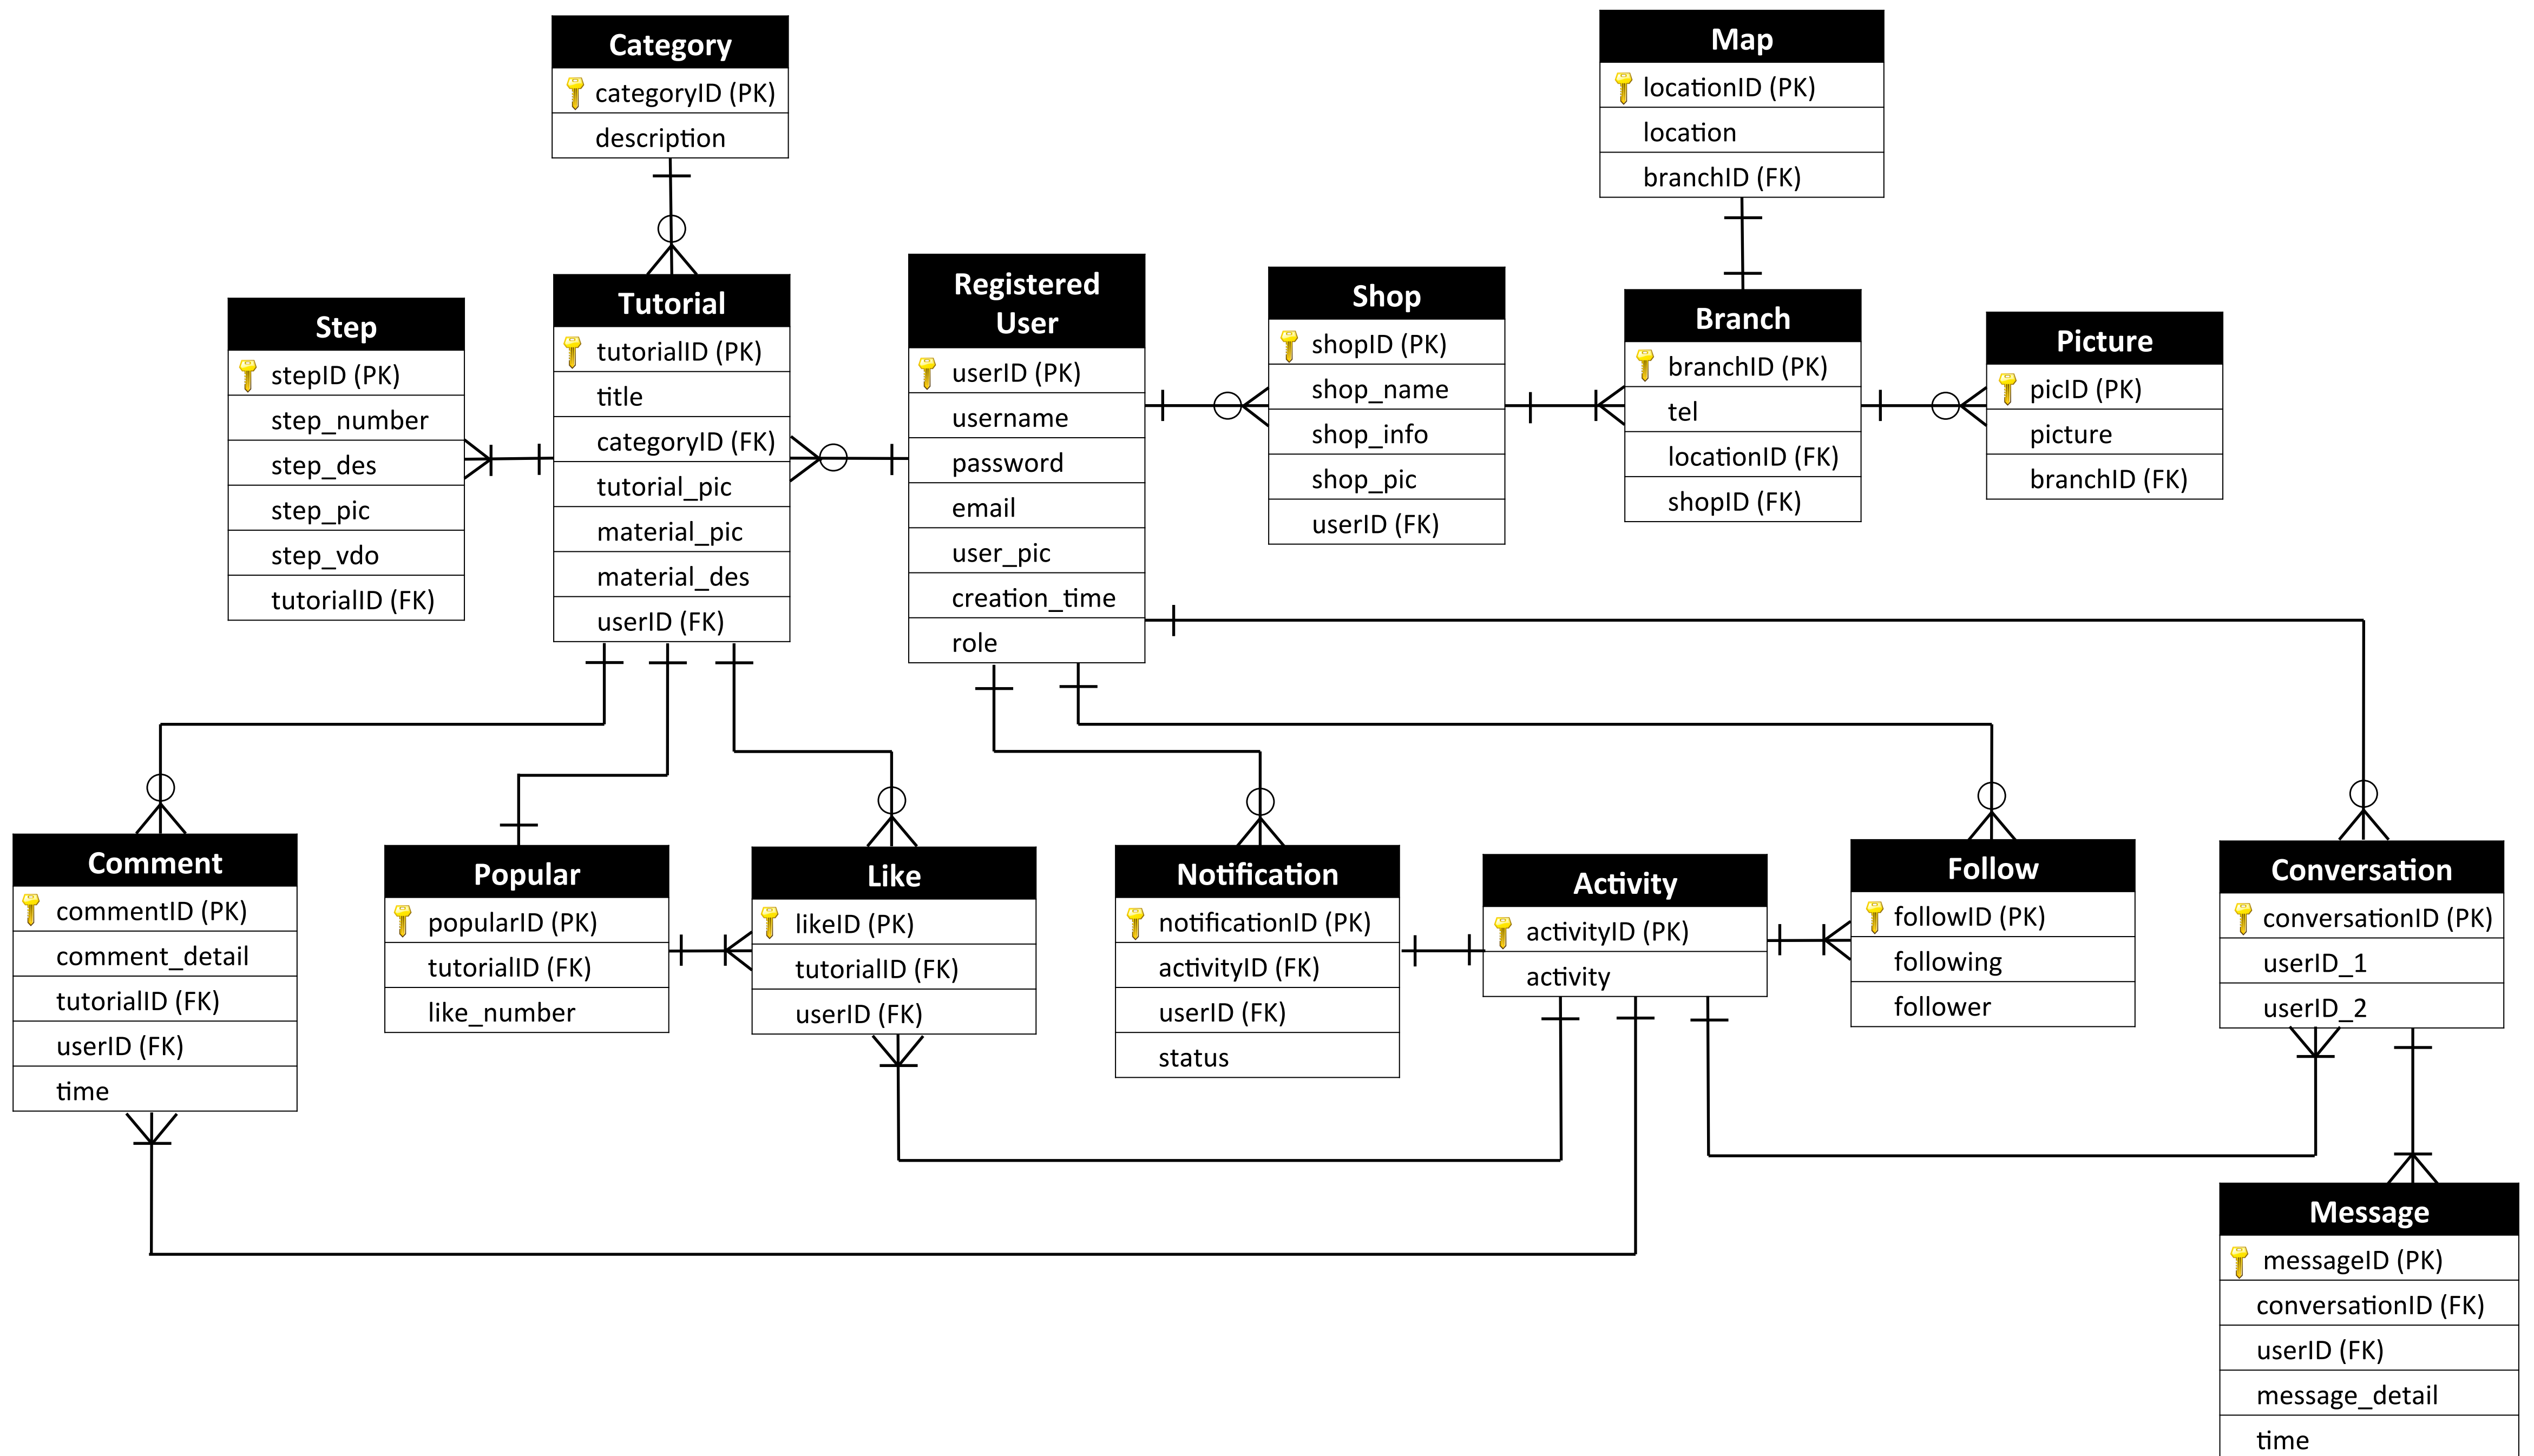 Category
categoryID (PK)
description
Map
locationID (PK)
location
branchID (FK)
Step
stepID (PK)
step_number
step_des
step_pic
step_vdo
tutorialID (FK)
Tutorial
tutorialID (PK)
title
categoryID (FK)
tutorial_pic
material_pic
material_des
userID (FK)
Registered
User
userID (PK)
username
password
email
user_pic
creation_time
role
Shop
shopID (PK)
shop_name
shop_info
shop_pic
userID (FK)
Branch
branchID (PK)
tel
locationID (FK)
shopID (FK)
Picture
picID (PK)
picture
branchID (FK)
Comment
commentID (PK)
comment_detail
tutorialID (FK)
userID (FK)
time
Popular
popularID (PK)
tutorialID (FK)
like_number
Like
likeID (PK)
tutorialID (FK)
userID (FK)
Notification
notificationID (PK)
activityID (FK)
userID (FK)
status
Activity
activityID (PK)
activity
Follow
followID (PK)
following
follower
Conversation
conversationID (PK)
userID_1
userID_2
Message
messageID (PK)
conversationID (FK)
userID (FK)
message_detail
time